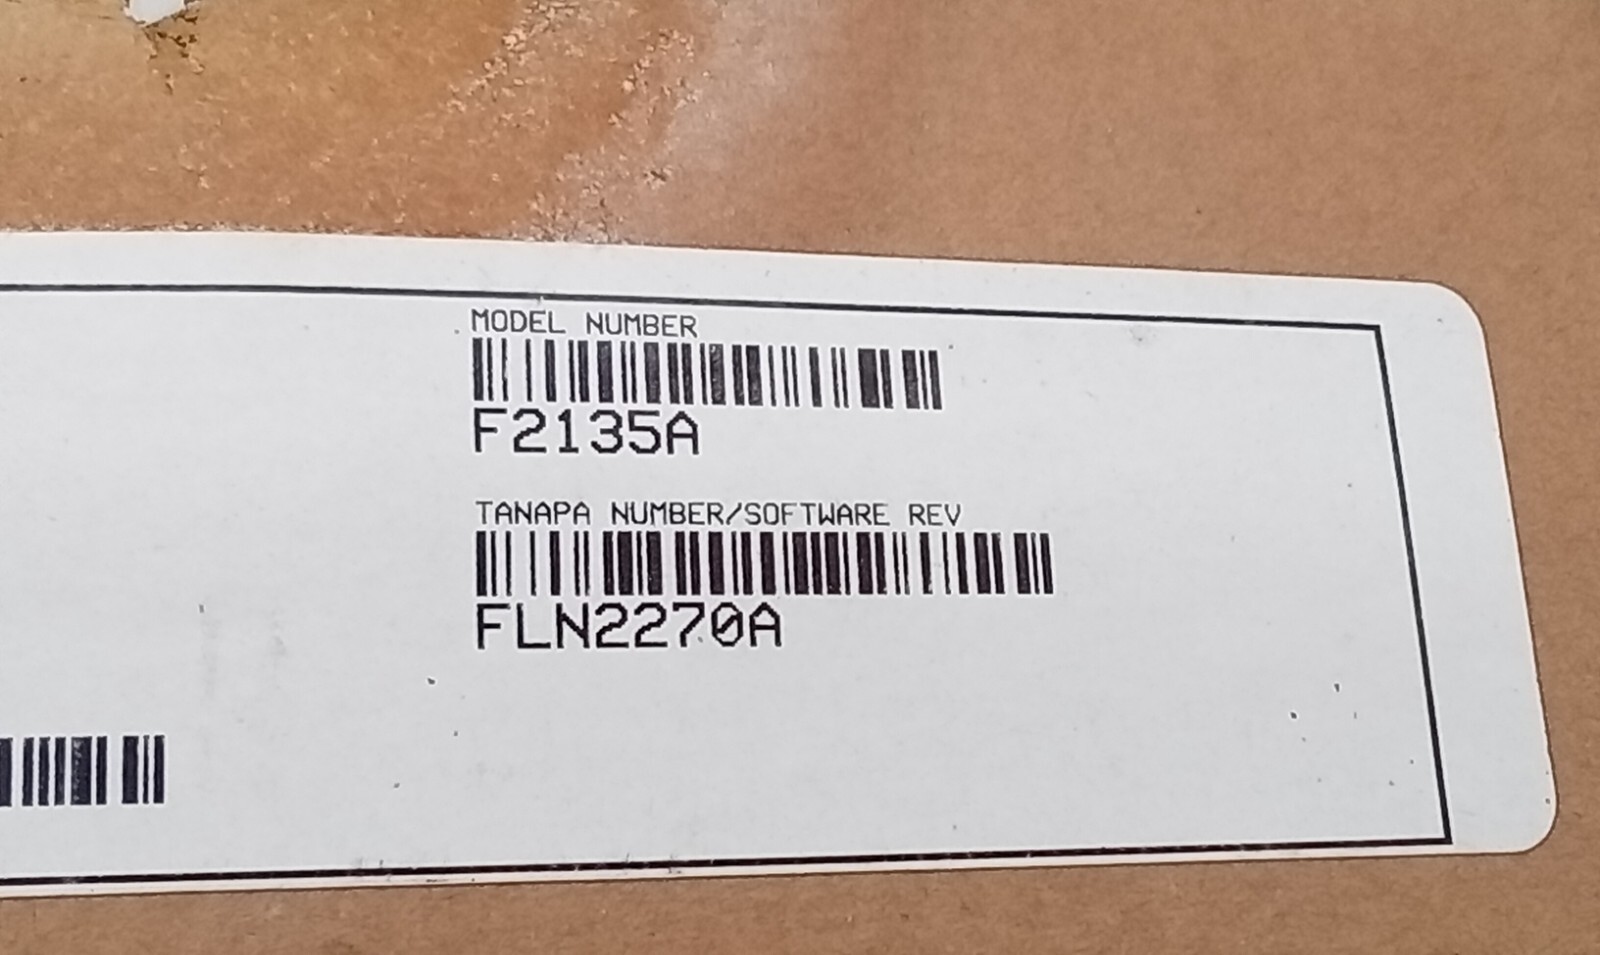 MODEL NUMBER
F2135A
TANAPA NUMBER/SOFTWARE REV
FLN2270A